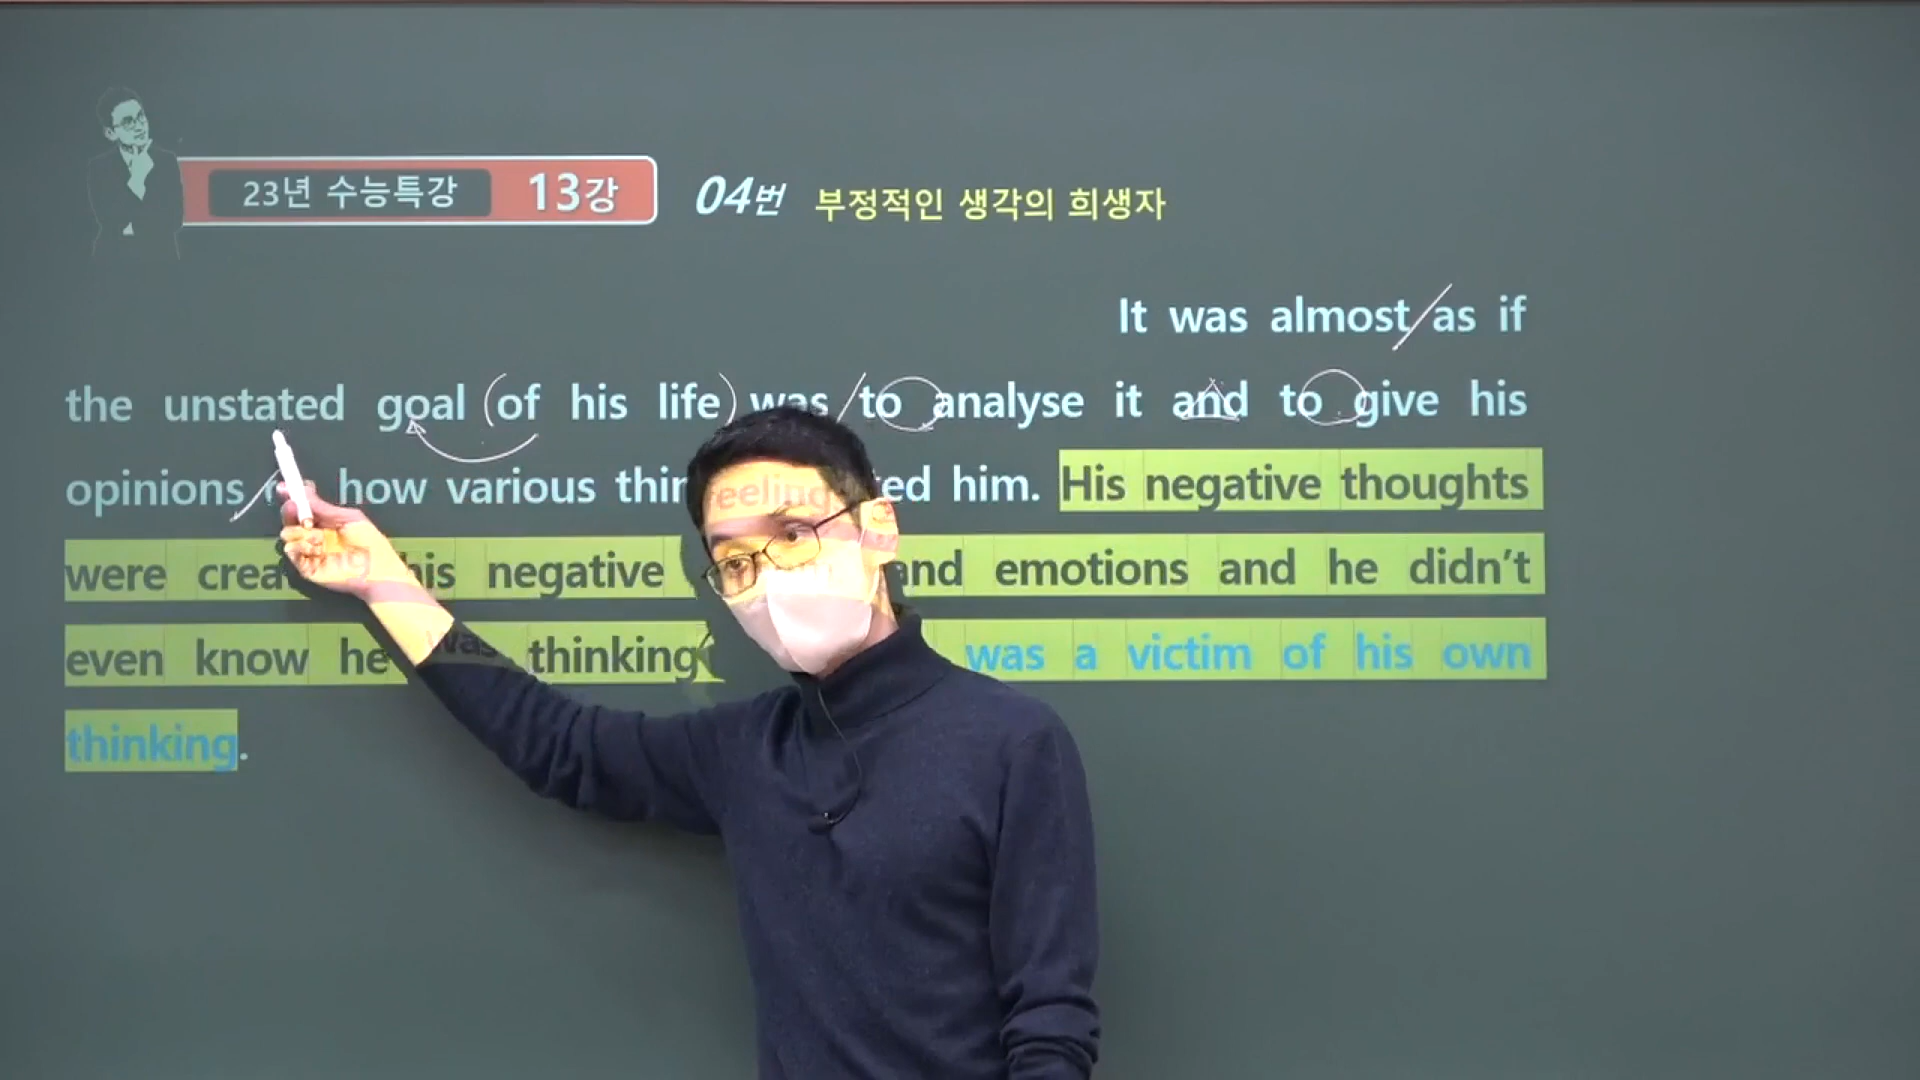 23년 수능특강 13강 04번 부정적인 생각의 희생자
It was almost as if
the unstated goal (of his life) was to analyse it and to give his
opinions how various him. His negative thoughts
were his negative and emotions and he didn't
even know he was thinking was a victim of his own
thinking.